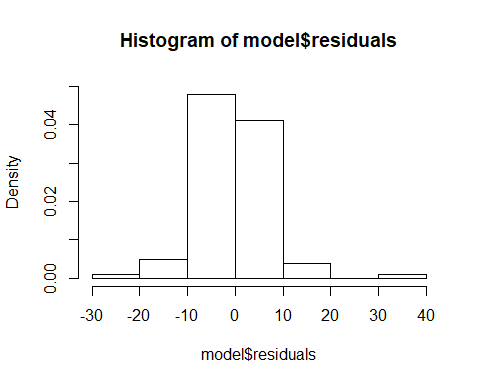 Histogram of model$residuals
Density
0.04
0.02
0.00
-30 -20 -10 0 10 20 30 40
model$residuals